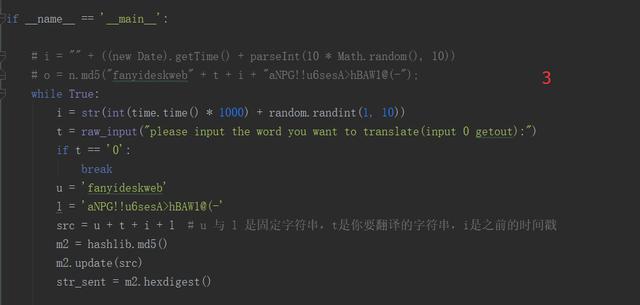 if __name__ == '__main__':
# i = "" + ((new Date).getTime() + parseInt(10 * Math.random(), 10))
# o = n.md5("fanyideskweb" + t + i + "aNPG!!u6sesA>hBAW1@(-");
3
while True:
i = str(int(time.time() * 1000) + random.randint(1, 10))
t = raw_input("please input the word you want to translate(input 0 getout):")
if t == '0':
break
u = 'fanyideskweb'
l = 'aNPG!!u6sesA>hBAW1@(-'
src = u + t + i + l  # u 与 l 是固定字符串，t是你要翻译的字符串，i是之前的时间戳
m2 = hashlib.md5()
m2.update(src)
str_sent = m2.hexdigest()